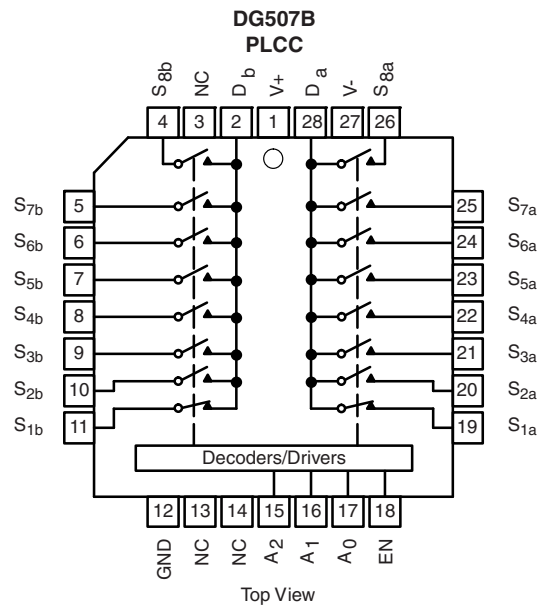 DG507B
PLCC
S8b NC Db V+ Da V- S8a
4 3 2 1 28 27 26
S7b 5 25 S7a
S6b 6 24 S6a
S5b 7 23 S5a
S4b 8 22 S4a
S3b 9 21 S3a
S2b 10 20 S2a
S1b 11 19 S1a
Decoders/Drivers
12 13 14 15 16 17 18
GND NC NC A2 A1 A0 EN
Top View